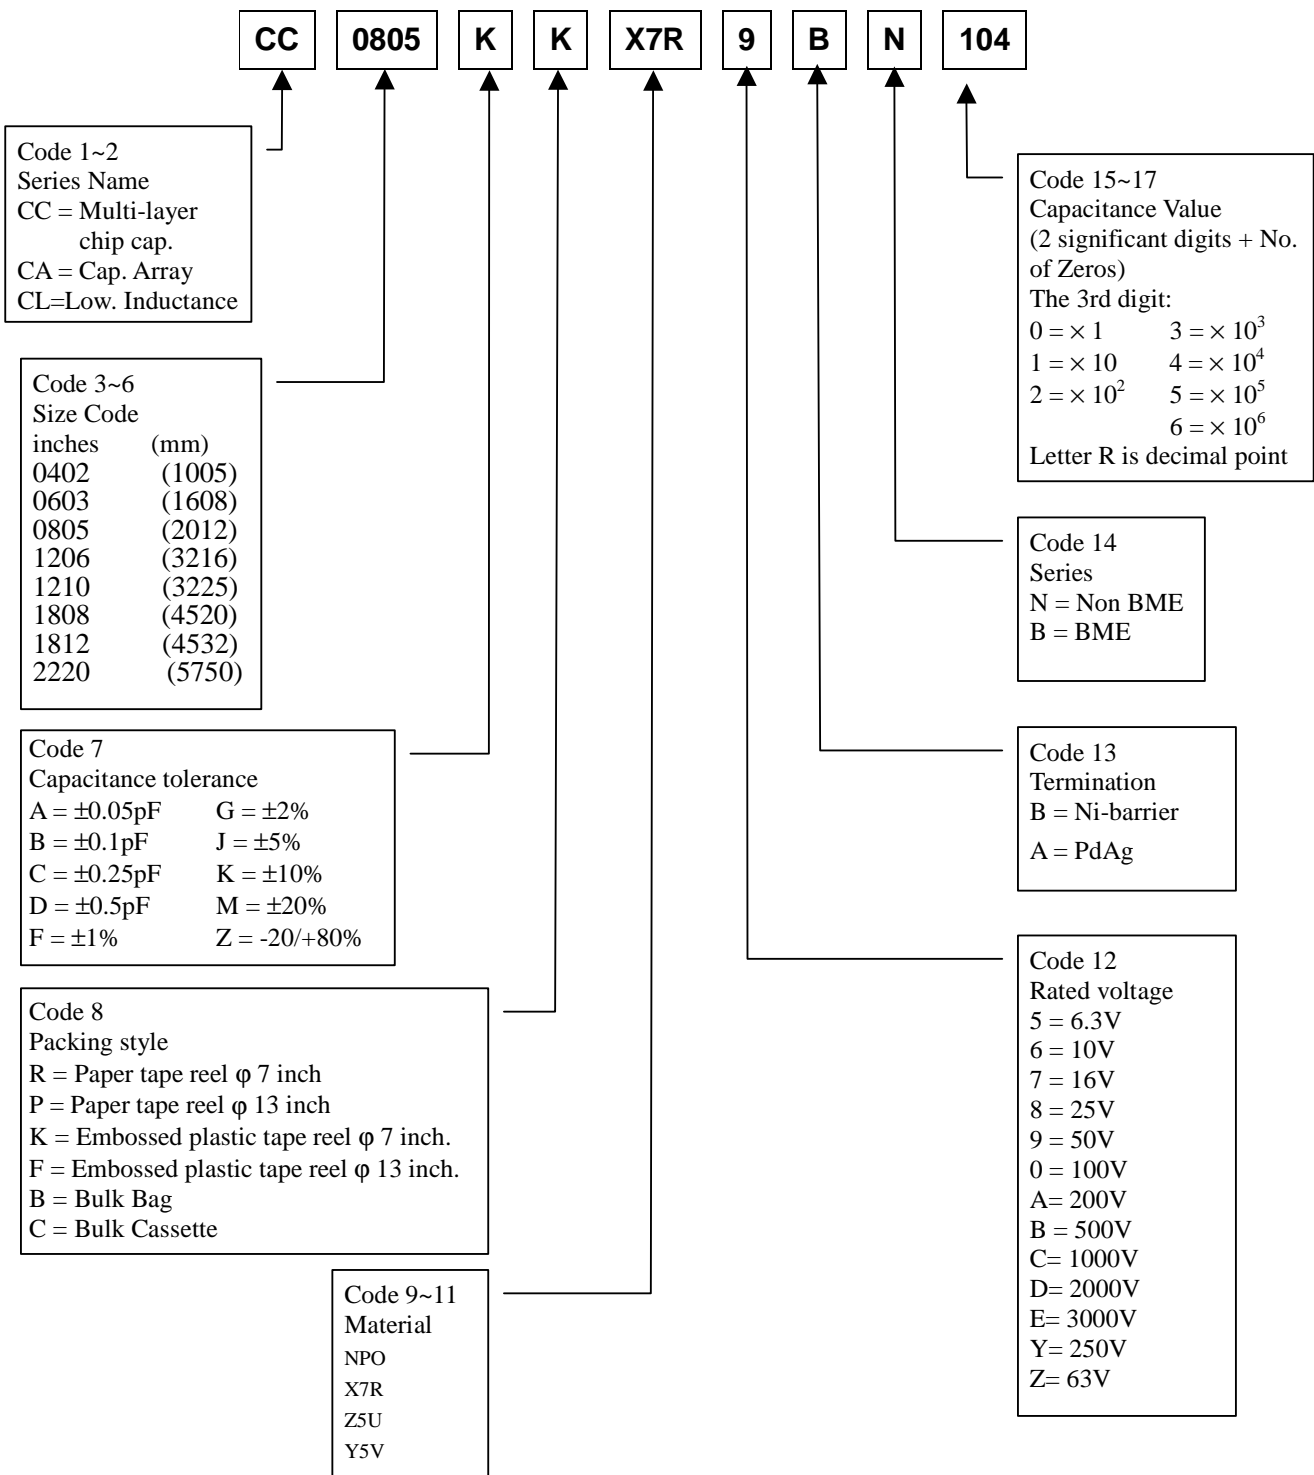 CC 0805 K K X7R 9 B N 104
Code 1~2
Series Name
CC = Multi-layer
chip cap.
CA = Cap. Array
CL=Low. Inductance
Code 3~6
Size Code
inches (mm)
0402 (1005)
0603 (1608)
0805 (2012)
1206 (3216)
1210 (3225)
1808 (4520)
1812 (4532)
2220 (5750)
Code 7
Capacitance tolerance
A = ±0.05pF G = ±2%
B = ±0.1pF J = ±5%
C = ±0.25pF K = ±10%
D = ±0.5pF M = ±20%
F = ±1% Z = -20/+80%
Code 8
Packing style
R = Paper tape reel φ 7 inch
P = Paper tape reel φ 13 inch
K = Embossed plastic tape reel φ 7 inch.
F = Embossed plastic tape reel φ 13 inch.
B = Bulk Bag
C = Bulk Cassette
Code 9~11
Material
NPO
X7R
Z5U
Y5V
Code 15~17
Capacitance Value
(2 significant digits + No.
of Zeros)
The 3rd digit:
0 = × 1 3 = × 10³
1 = × 10 4 = × 10⁴
2 = × 10² 5 = × 10⁵
6 = × 10⁶
Letter R is decimal point
Code 14
Series
N = Non BME
B = BME
Code 13
Termination
B = Ni-barrier
A = PdAg
Code 12
Rated voltage
5 = 6.3V
6 = 10V
7 = 16V
8 = 25V
9 = 50V
0 = 100V
A= 200V
B = 500V
C= 1000V
D= 2000V
E= 3000V
Y= 250V
Z= 63V